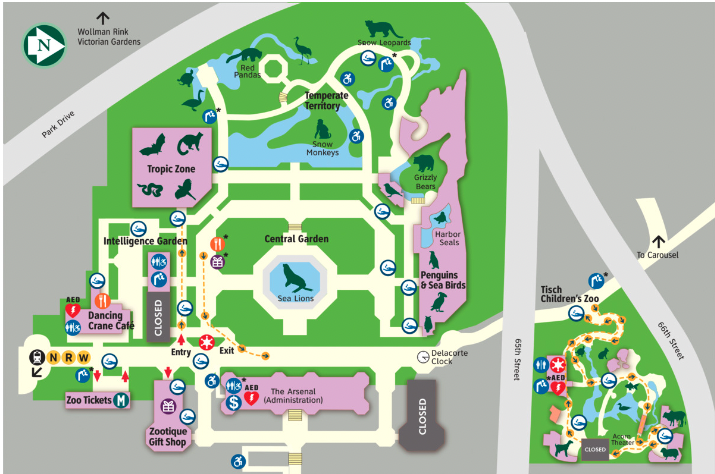 Wollman Rink
Victorian Gardens
N
Park Drive
Snow Leopards
Red
Pandas
Temperate
Territory
Snow
Monkeys
Tropic Zone
Grizzly
Bears
Intelligence Garden
Central Garden
Harbor
Seals
Sea Lions
Penguins
& Sea Birds
AED
Dancing
Crane Café
CLOSED
Entry
Exit
N R W
Delacorte
Clock
Zoo Tickets M
Zootique
Gift Shop
AED
$
The Arsenal
(Administration)
CLOSED
65th Street
66th Street
To Carousel
Tisch
Children's Zoo
AED
Acorn
Theater
CLOSED